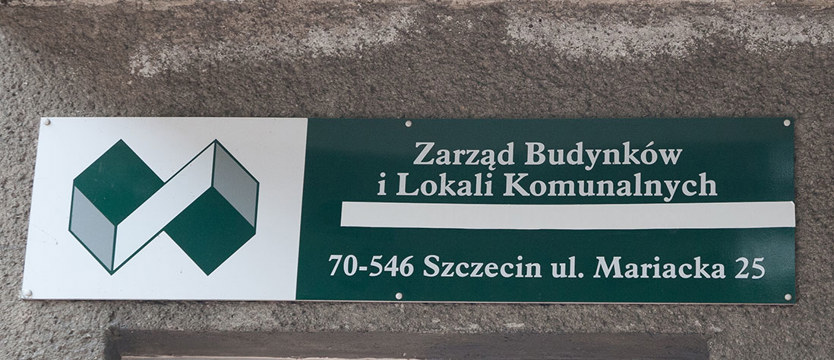 Zarząd Budynków
i Lokali Komunalnych
70-546 Szczecin ul. Mariacka 25